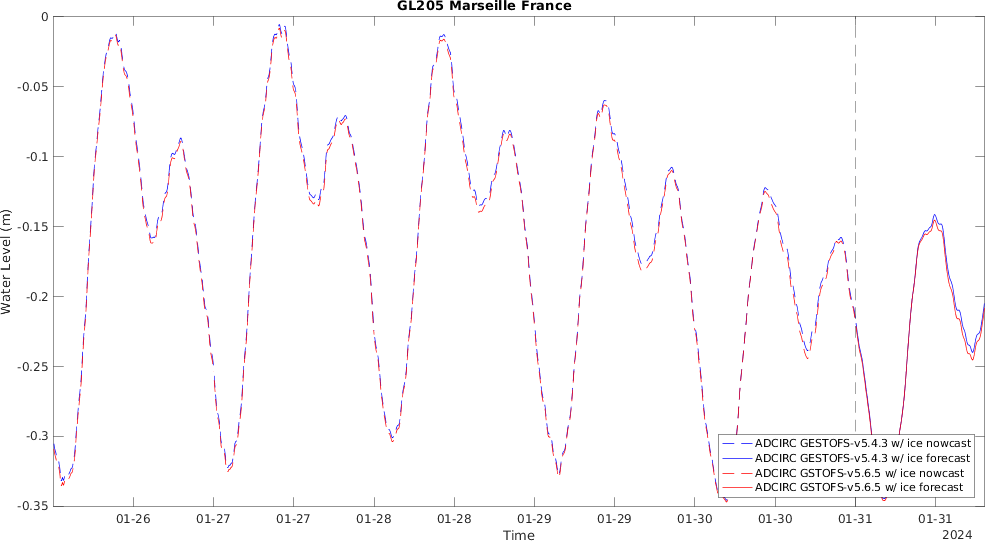 GL205 Marseille France
0
-0.05
-0.1
-0.15
-0.2
-0.25
-0.3
-0.35
Water Level (m)
ADCIRC GESTOFS-v5.4.3 w/ ice nowcast
ADCIRC GESTOFS-v5.4.3 w/ ice forecast
ADCIRC GSTOFS-v5.6.5 w/ ice nowcast
ADCIRC GSTOFS-v5.6.5 w/ ice forecast
01-26 01-27 01-27 01-28 01-28 01-29 01-29 01-30 01-30 01-31 01-31
Time
2024